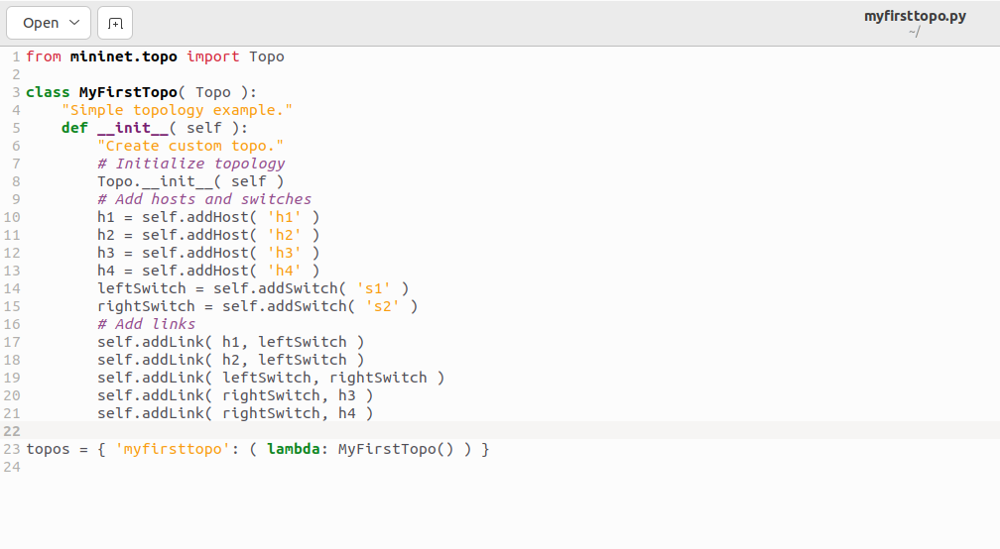 Open
myfirsttopo.py
~/
1 from mininet.topo import Topo
2
3 class MyFirstTopo( Topo ):
4     "Simple topology example."
5     def __init__( self ):
6         "Create custom topo."
7         # Initialize topology
8         Topo.__init__( self )
9         # Add hosts and switches
10         h1 = self.addHost( 'h1' )
11         h2 = self.addHost( 'h2' )
12         h3 = self.addHost( 'h3' )
13         h4 = self.addHost( 'h4' )
14         leftSwitch = self.addSwitch( 's1' )
15         rightSwitch = self.addSwitch( 's2' )
16         # Add links
17         self.addLink( h1, leftSwitch )
18         self.addLink( h2, leftSwitch )
19         self.addLink( leftSwitch, rightSwitch )
20         self.addLink( rightSwitch, h3 )
21         self.addLink( rightSwitch, h4 )
22
23 topos = { 'myfirsttopo': ( lambda: MyFirstTopo() ) }
24